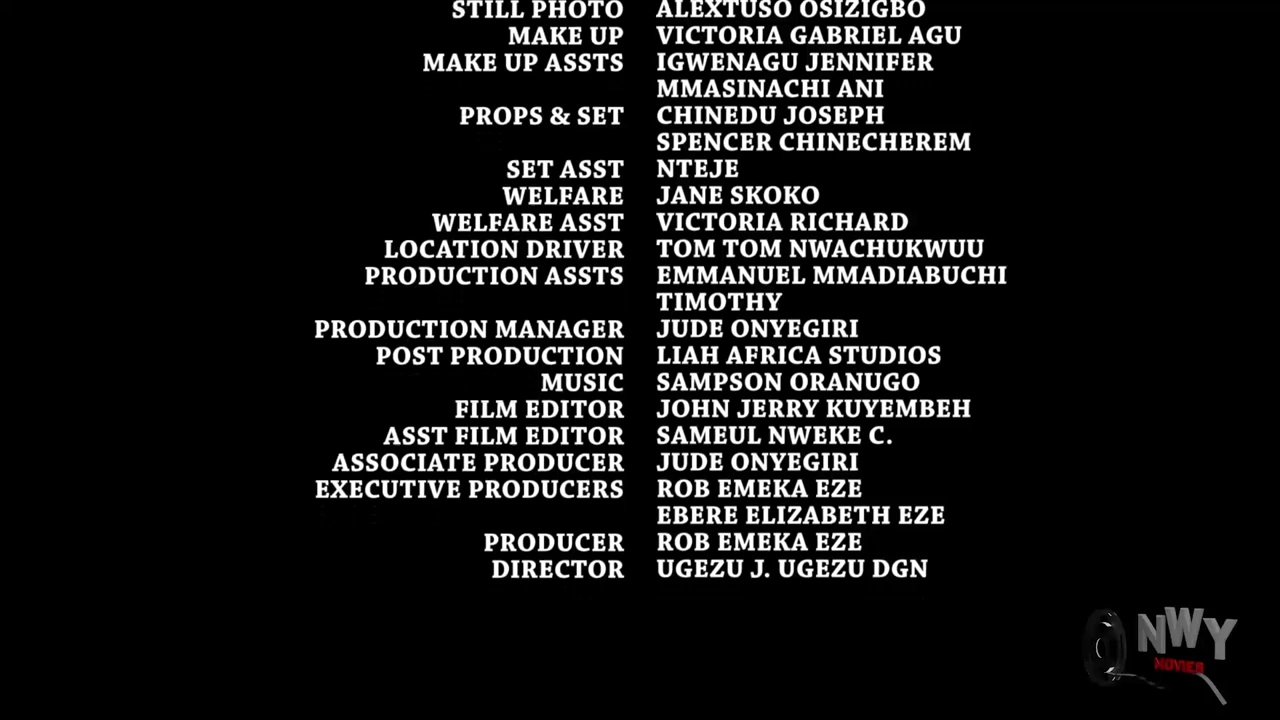 STILL PHOTO ALEXTUSO OSIZIGBO
MAKE UP VICTORIA GABRIEL AGU
MAKE UP ASSTS IGWENAGU JENNIFER
MMASINACHI ANI
PROPS & SET CHINEDU JOSEPH
SPENCER CHINECHEREM
SET ASST NTEJE
WELFARE JANE SKOKO
WELFARE ASST VICTORIA RICHARD
LOCATION DRIVER TOM TOM NWACHUKWUU
PRODUCTION ASSTS EMMANUEL MMADIABUCHI
TIMOTHY
PRODUCTION MANAGER JUDE ONYEGIRI
POST PRODUCTION LIAH AFRICA STUDIOS
MUSIC SAMPSON ORANUGO
FILM EDITOR JOHN JERRY KUYEMBEH
ASST FILM EDITOR SAMEUL NWEKE C.
ASSOCIATE PRODUCER JUDE ONYEGIRI
EXECUTIVE PRODUCERS ROB EMEKA EZE
EBERE ELIZABETH EZE
PRODUCER ROB EMEKA EZE
DIRECTOR UGEZU J. UGEZU DGN
NWY
MOVIES